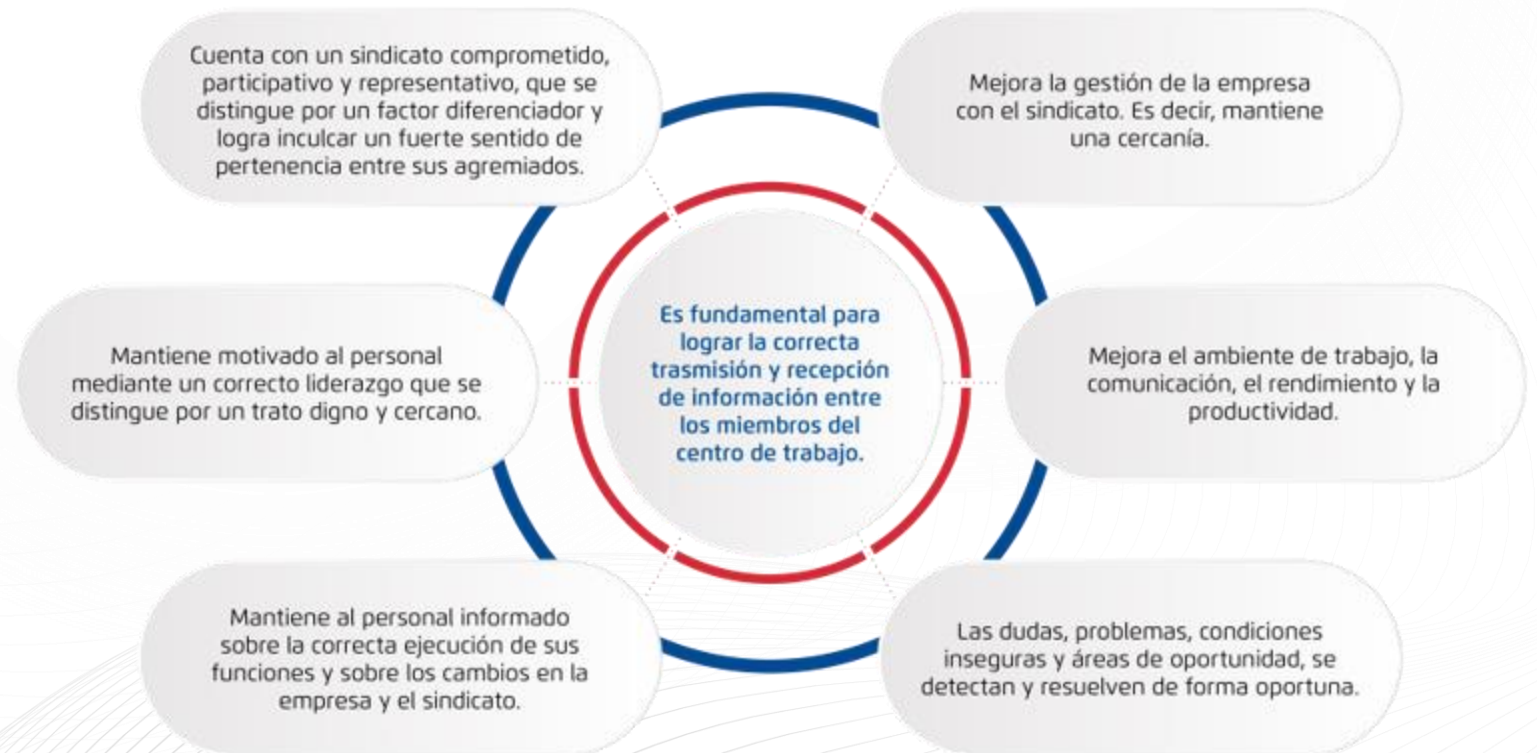 Cuenta con un sindicato comprometido,
participativo y representativo, que se
distingue por un factor diferenciador y
logra inculcar un fuerte sentido de
pertenencia entre sus agremiados.
Mejora la gestión de la empresa
con el sindicato. Es decir, mantiene
una cercanía.
Mantiene motivado al personal
mediante un correcto liderazgo que se
distingue por un trato digno y cercano.
Es fundamental para
lograr la correcta
trasmisión y recepción
de información entre
los miembros del
centro de trabajo.
Mejora el ambiente de trabajo, la
comunicación, el rendimiento y la
productividad.
Mantiene al personal informado
sobre la correcta ejecución de sus
funciones y sobre los cambios en la
empresa y el sindicato.
Las dudas, problemas, condiciones
inseguras y áreas de oportunidad, se
detectan y resuelven de forma oportuna.